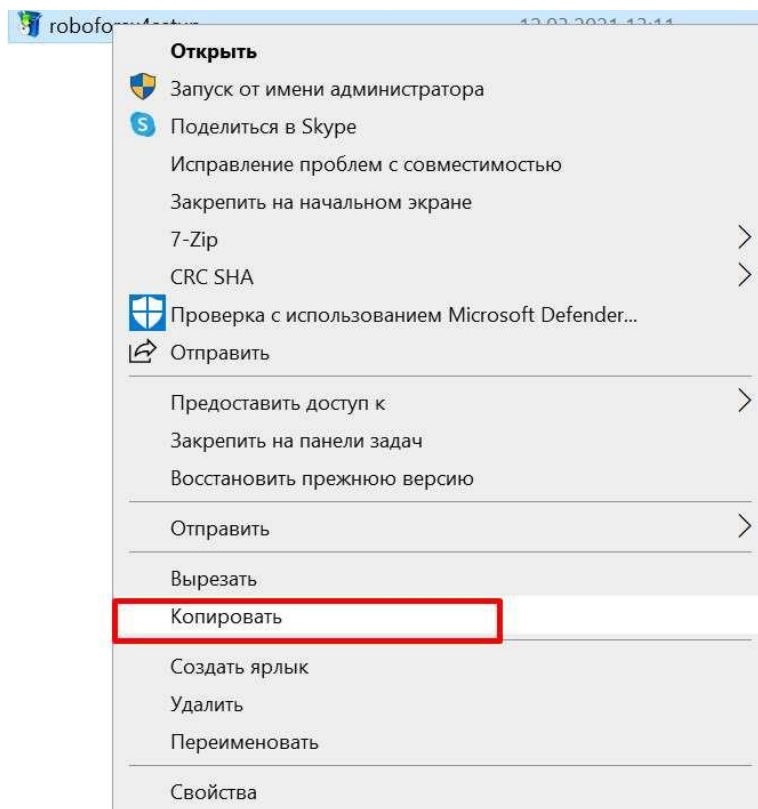 Открыть
Запуск от имени администратора
Поделиться в Skype
Исправление проблем с совместимостью
Закрепить на начальном экране
7-Zip
CRC SHA
Проверка с использованием Microsoft Defender...
Отправить
Предоставить доступ к
Закрепить на панели задач
Восстановить прежнюю версию
Отправить
Вырезать
Копировать
Создать ярлык
Удалить
Переименовать
Свойства